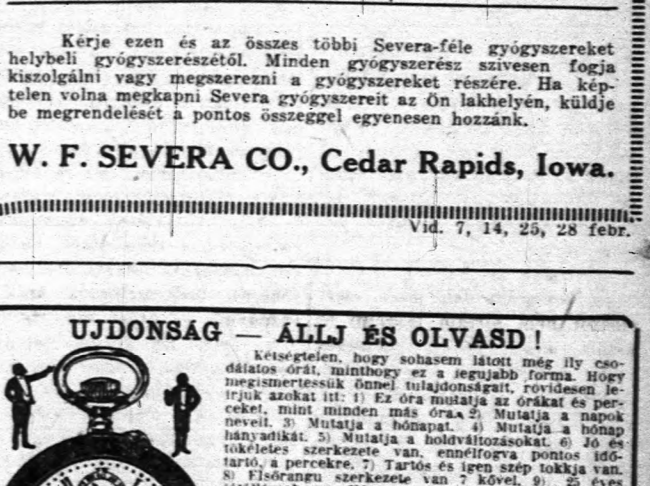 Kérje ezen és az összes többi Severa-féle gyógyszereket
helybeli gyógyszerészétől. Minden gyógyszerész szivesen fogja
kiszolgálni vagy megszerezni a gyógyszereket részére. Ha kép-
telen volna megkapni Severa gyógyszereit az Ön lakhelyén, küldje
be megrendelését a pontos összeggel egyenesen hozzánk.
W. F. SEVERA CO., Cedar Rapids, Iowa.
Vid. 7, 14, 25, 28 febr.
UJDONSÁG — ÁLLJ ÉS OLVASD!
Kétségtelen, hogy sohasem látott még ily cso-
dálatos órát, minthogy ez a legujabb forma. Hogy
megismertessük önnel tulajdonságait, rövidesen le-
irjuk azokat itt: 1) Ez óra mutatja az órákat és per-
ceket, mint minden más óra. 2) Mutatja a napok
neveit. 3) Mutatja a hónapat. 4) Mutatja a hónap
hányadikát. 5) Mutatja a holdváltozásokat. 6) Jó és
tökéletes szerkezete van, ennélfogva pontos idő-
tartó, a percekre. 7) Tartós és igen szép tokkja van.
8) Elsőrangu szerkezete van 7 kővel. 9) 25 éves